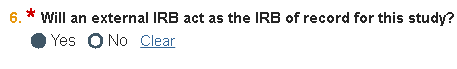 6. * Will an external IRB act as the IRB of record for this study?
Yes No Clear